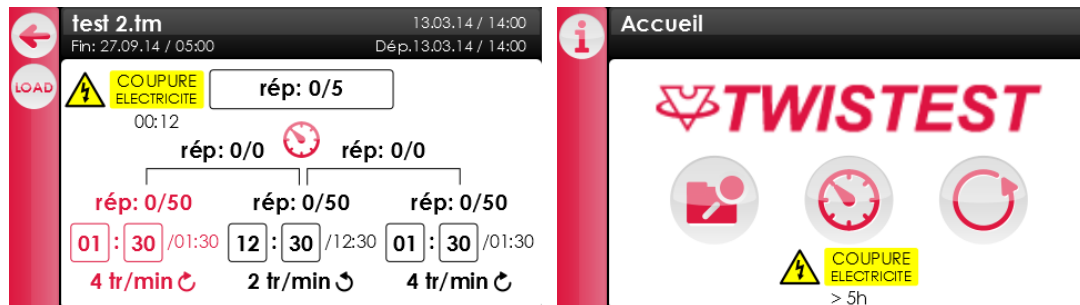 test 2.tm
13.03.14 / 14:00
Fin: 27.09.14 / 05:00
Dép.13.03.14 / 14:00
LOAD
COUPURE
ELECTRICITE
00:12
rép: 0/5
rép: 0/0
rép: 0/0
rép: 0/50
rép: 0/50
rép: 0/50
01 : 30 /01:30
12 : 30 /12:30
01 : 30 /01:30
4 tr/min
2 tr/min
4 tr/min
i
Accueil
TWISTEST
COUPURE
ELECTRICITE
> 5h